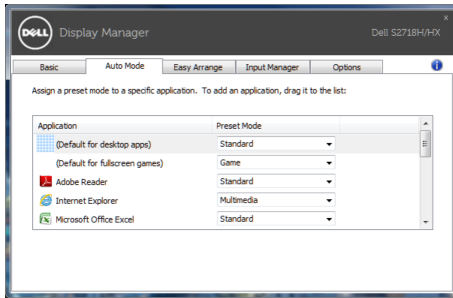 DELL
Display Manager
Dell S2718H/HX
x
Basic
Auto Mode
Easy Arrange
Input Manager
Options
i
Assign a preset mode to a specific application. To add an application, drag it to the list:
Application
Preset Mode
(Default for desktop apps)
Standard
(Default for fullscreen games)
Game
Adobe Reader
Standard
Internet Explorer
Multimedia
Microsoft Office Excel
Standard